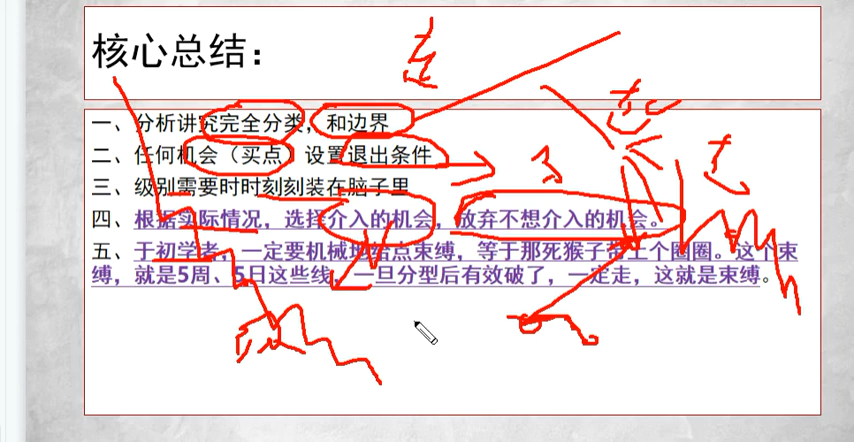 核心总结：
一、分析讲究完全分类，和边界
二、任何机会（买点）设置退出条件
三、级别需要时时刻刻装在脑子里
四、根据实际情况，选择介入的机会，放弃不想介入的机会。
五、于初学者，一定要机械地给点束缚，等于那死猴子带上个圈圈。这个束
缚，就是5周、5日这些线，一旦分型后有效破了，一定走，这就是束缚。